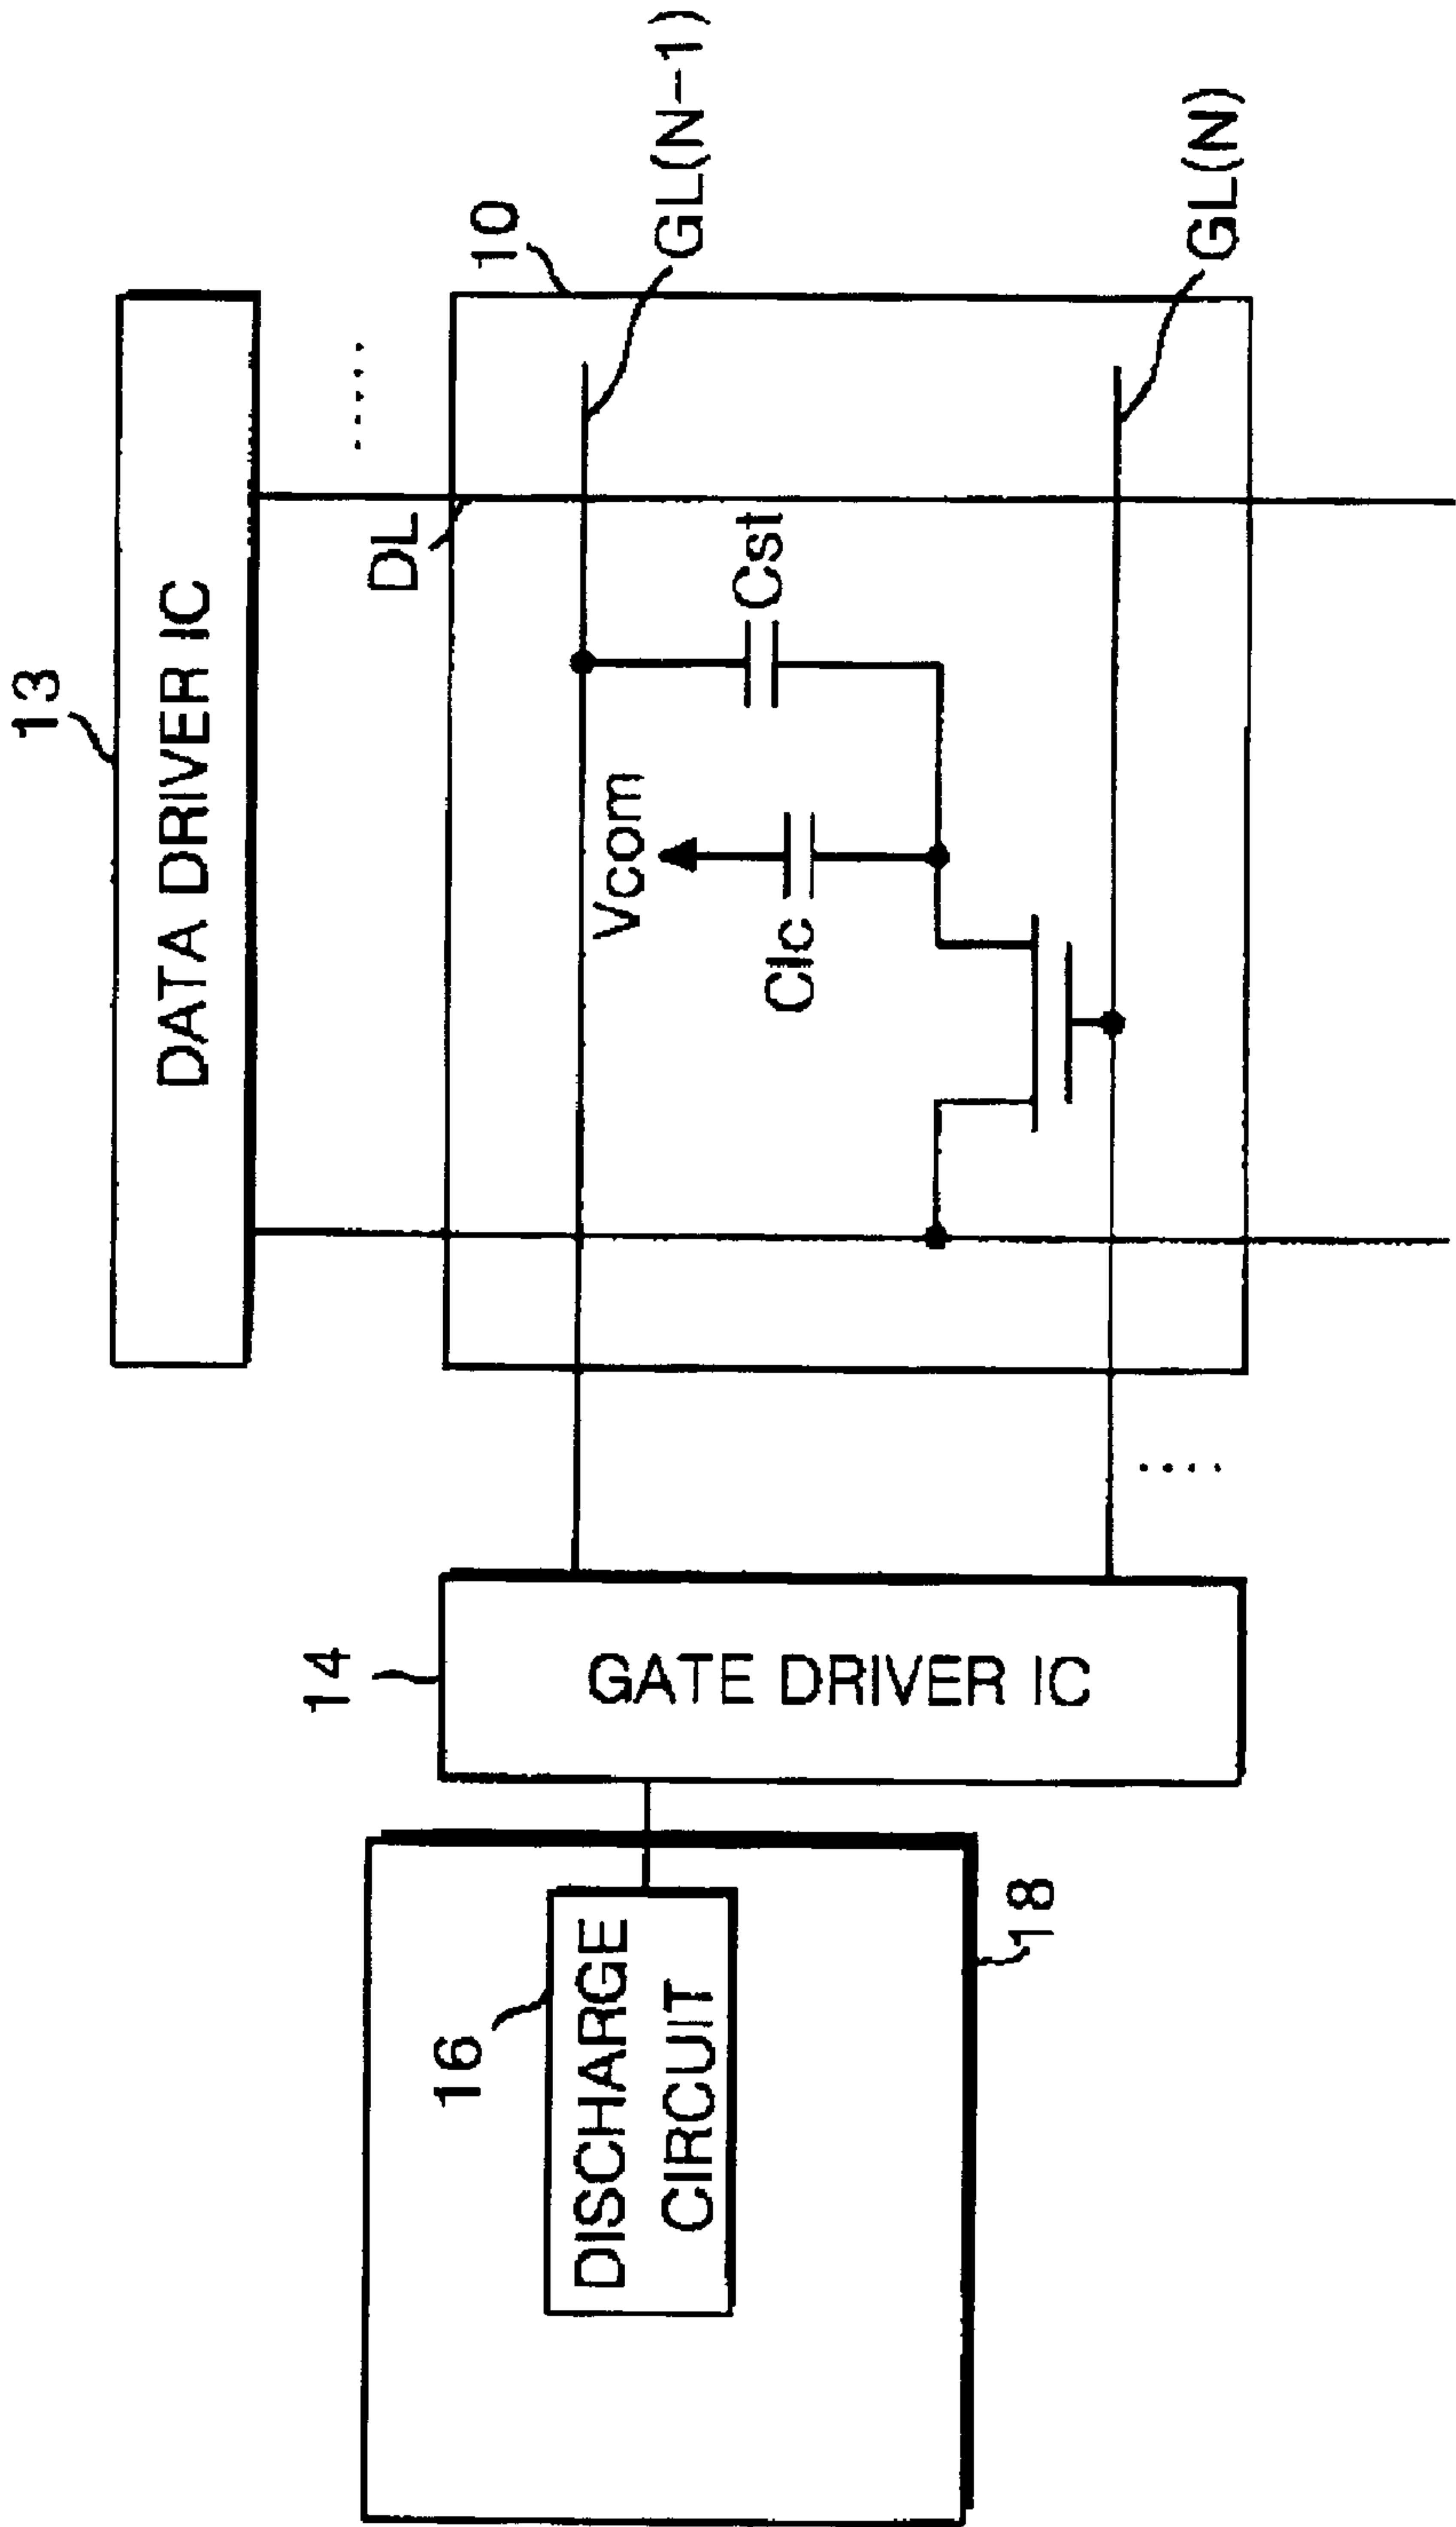 13
DATA DRIVER IC
.....
DL
10
GL(N-1)
Vcom
Cst
Clc
GL(N)
14
GATE DRIVER IC
....
16
DISCHARGE
CIRCUIT
18